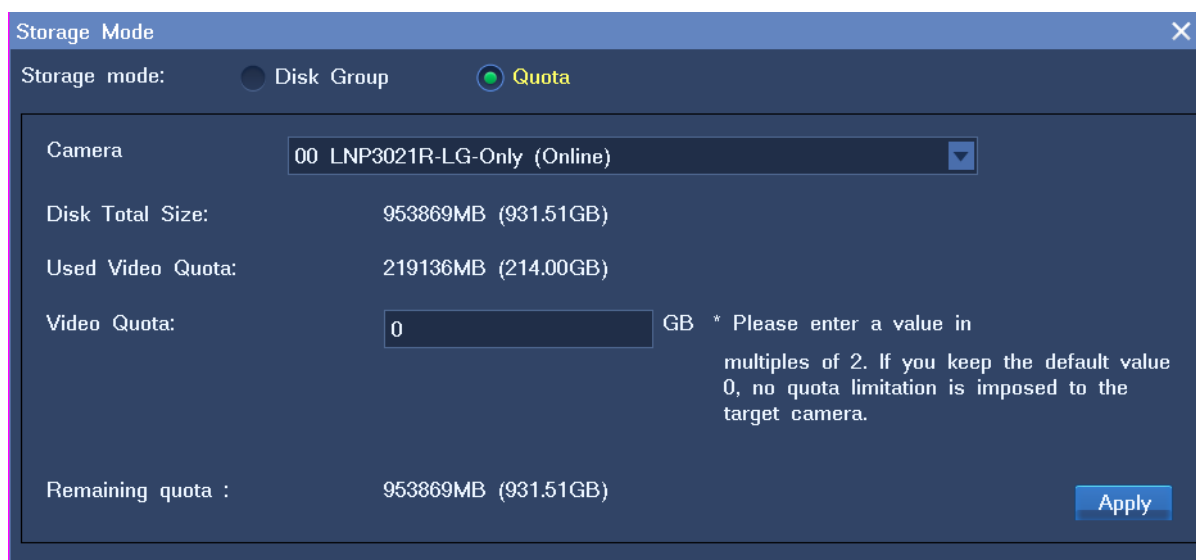 Storage Mode
Storage mode: Disk Group Quota
Camera 00 LNP3021R-LG-Only (Online)
Disk Total Size: 953869MB (931.51GB)
Used Video Quota: 219136MB (214.00GB)
Video Quota: 0 GB * Please enter a value in
multiples of 2. If you keep the default value
0, no quota limitation is imposed to the
target camera.
Remaining quota : 953869MB (931.51GB)
Apply